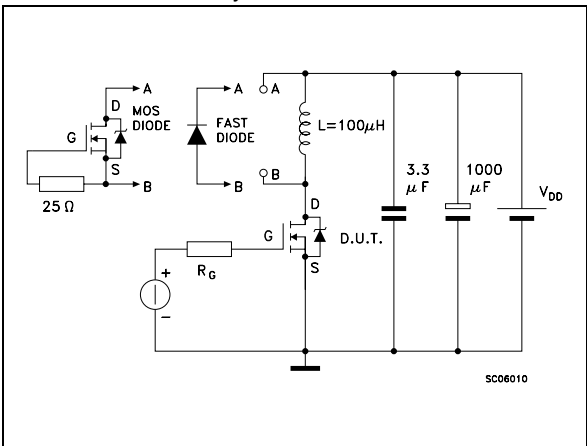 A
D
MOS
DIODE
G
S
B
25 Ω
A
FAST
DIODE
B
A
B
L=100μH
3.3
μF
1000
μF
V_DD
D
G
S
D.U.T.
R_G
+
−
SC06010